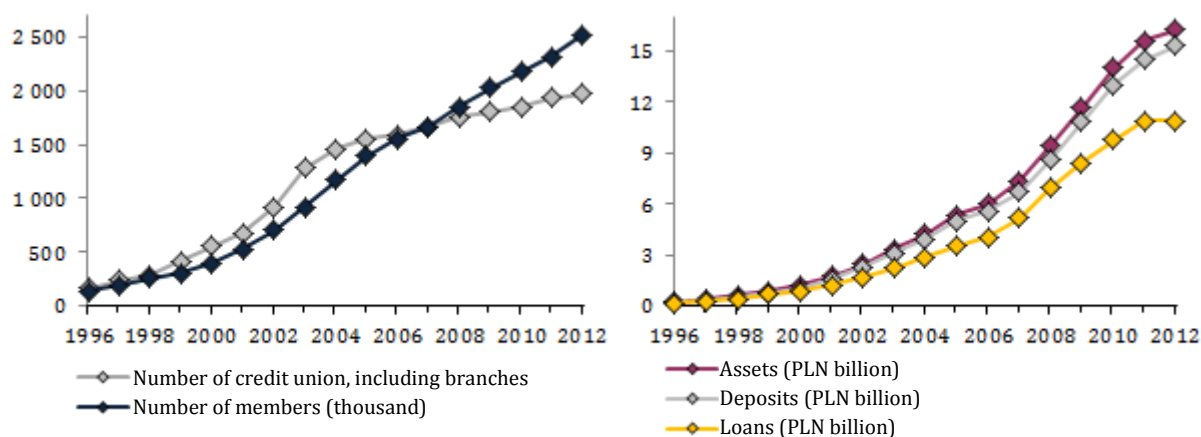 2 500
2 000
1 500
1 000
500
0
1996 1998 2000 2002 2004 2006 2008 2010 2012
Number of credit union, including branches
Number of members (thousand)
15
12
9
6
3
0
1996 1998 2000 2002 2004 2006 2008 2010 2012
Assets (PLN billion)
Deposits (PLN billion)
Loans (PLN billion)